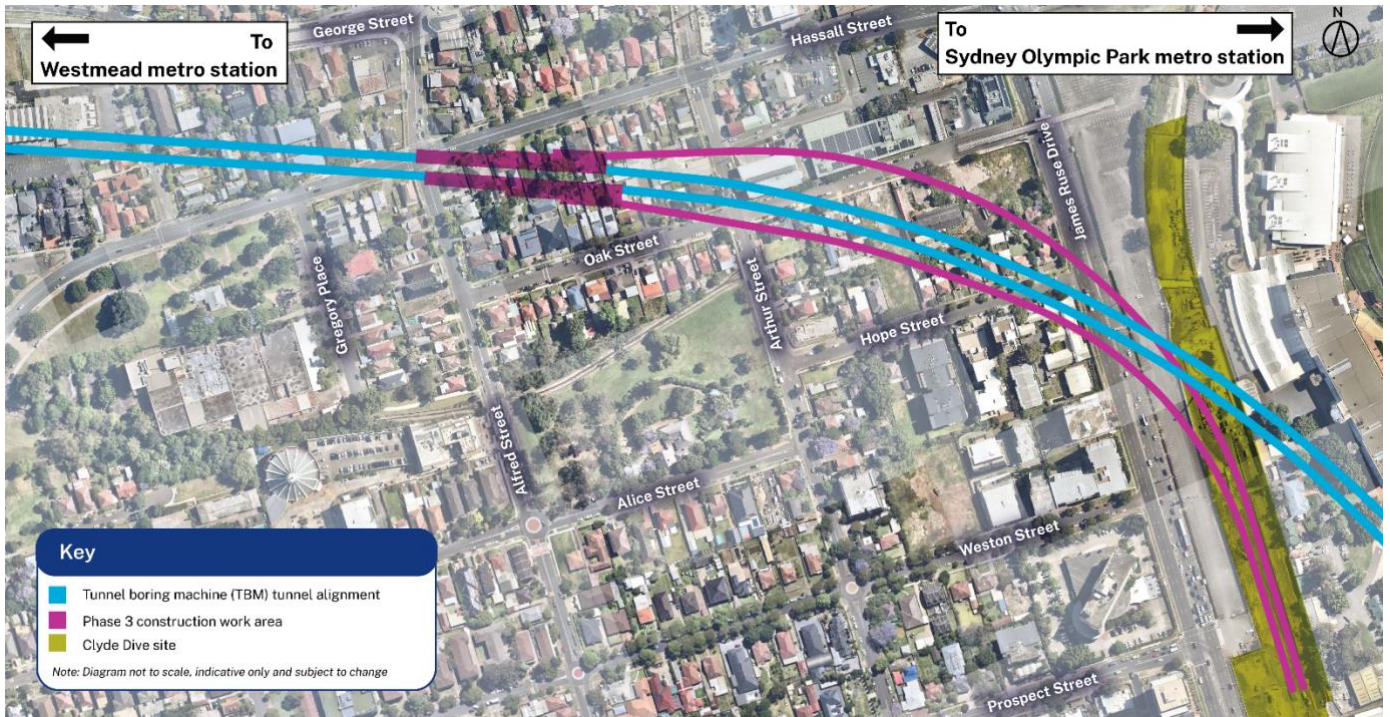 George Street
Hassall Street
To
Westmead metro station
To
Sydney Olympic Park metro station
N
James Ruse Drive
Oak Street
Gregory Place
Arthur Street
Hope Street
Alfred Street
Alice Street
Weston Street
Prospect Street
Key
Tunnel boring machine (TBM) tunnel alignment
Phase 3 construction work area
Clyde Dive site
Note: Diagram not to scale, indicative only and subject to change